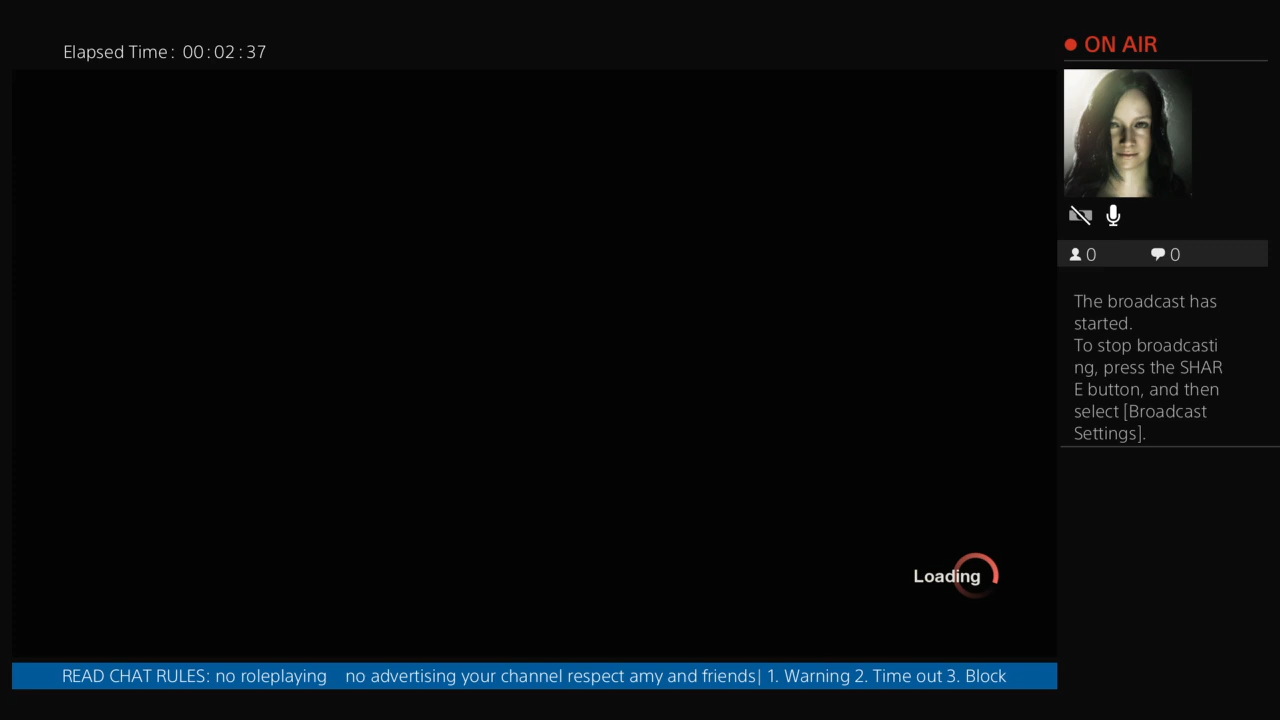 Elapsed Time: 00:02:37
ON AIR
0 0
The broadcast has
started.
To stop broadcasti
ng, press the SHAR
E button, and then
select [Broadcast
Settings].
Loading
READ CHAT RULES: no roleplaying no advertising your channel respect amy and friends| 1. Warning 2. Time out 3. Block